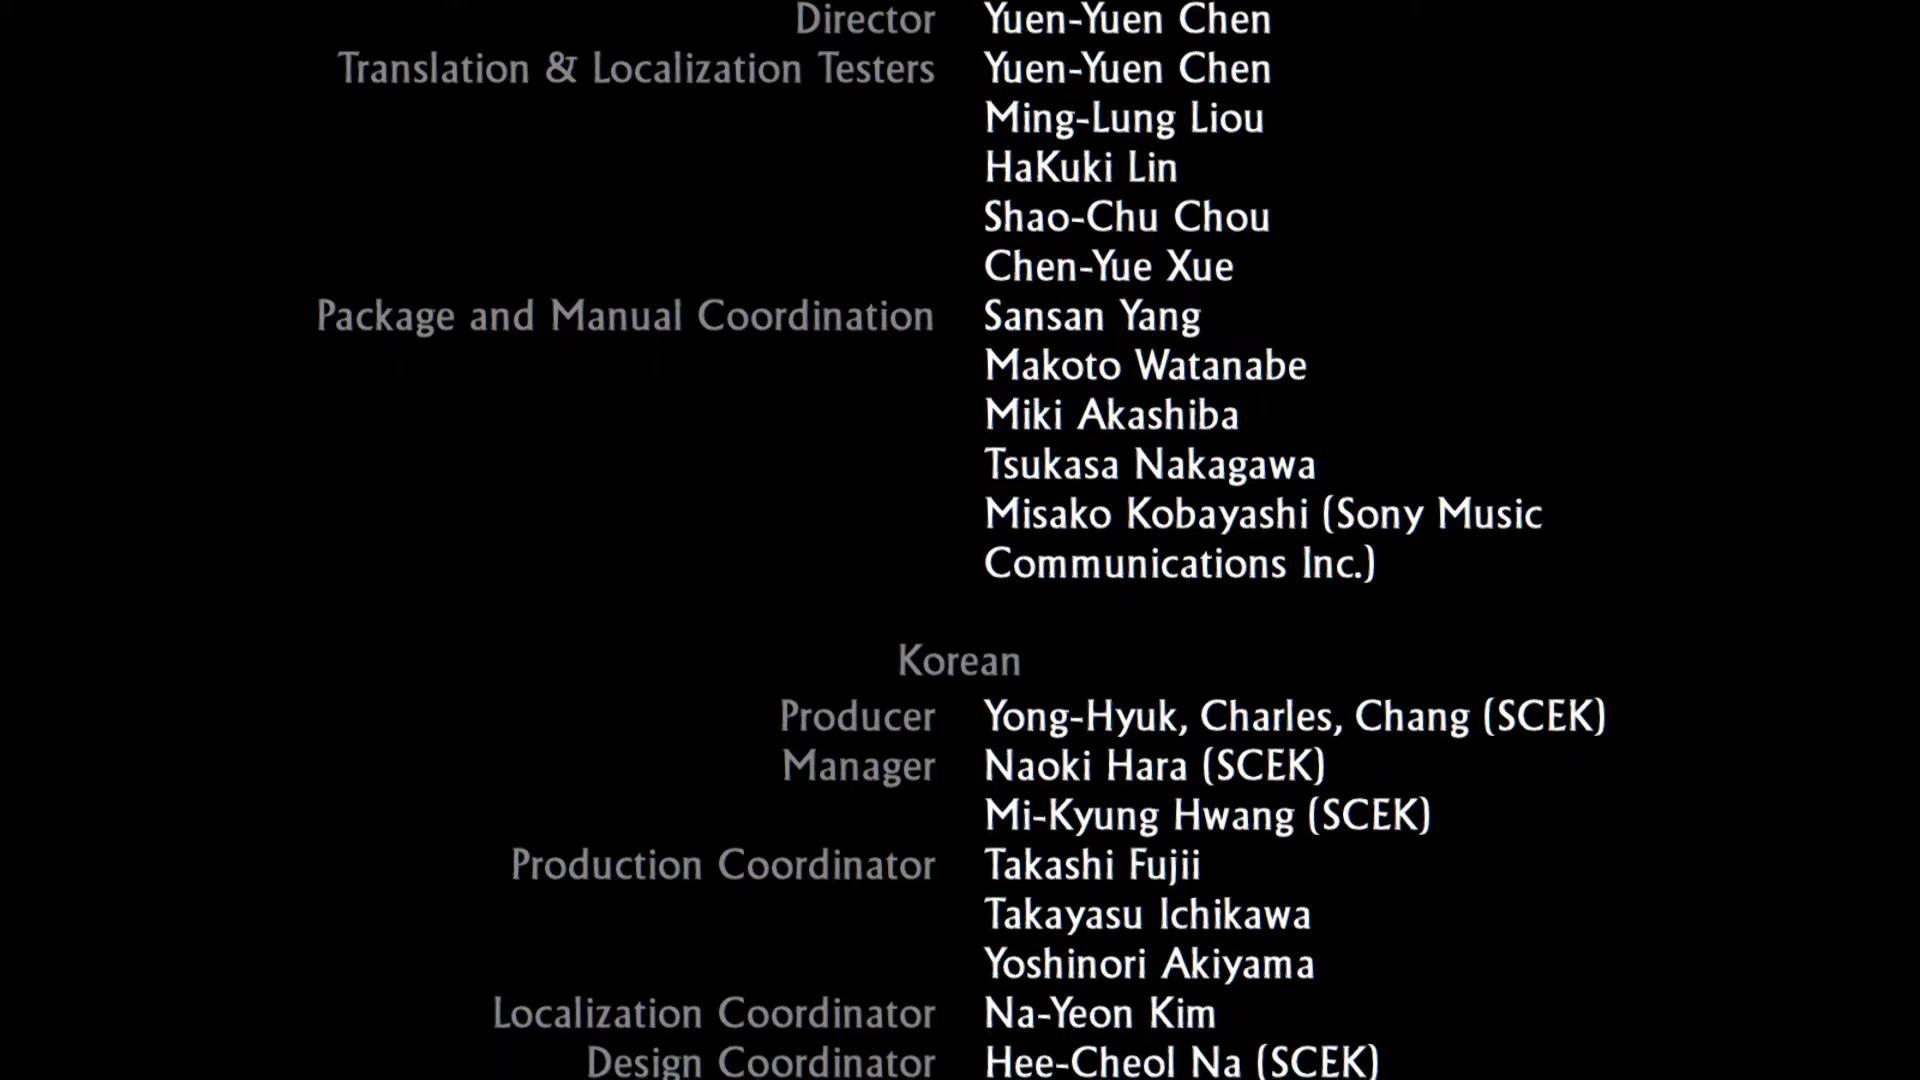 Director Yuen-Yuen Chen
Translation & Localization Testers Yuen-Yuen Chen
Ming-Lung Liou
HaKuki Lin
Shao-Chu Chou
Chen-Yue Xue
Package and Manual Coordination Sansan Yang
Makoto Watanabe
Miki Akashiba
Tsukasa Nakagawa
Misako Kobayashi (Sony Music
Communications Inc.)
Korean
Producer Yong-Hyuk, Charles, Chang (SCEK)
Manager Naoki Hara (SCEK)
Mi-Kyung Hwang (SCEK)
Production Coordinator Takashi Fujii
Takayasu Ichikawa
Yoshinori Akiyama
Localization Coordinator Na-Yeon Kim
Design Coordinator Hee-Cheol Na (SCEK)